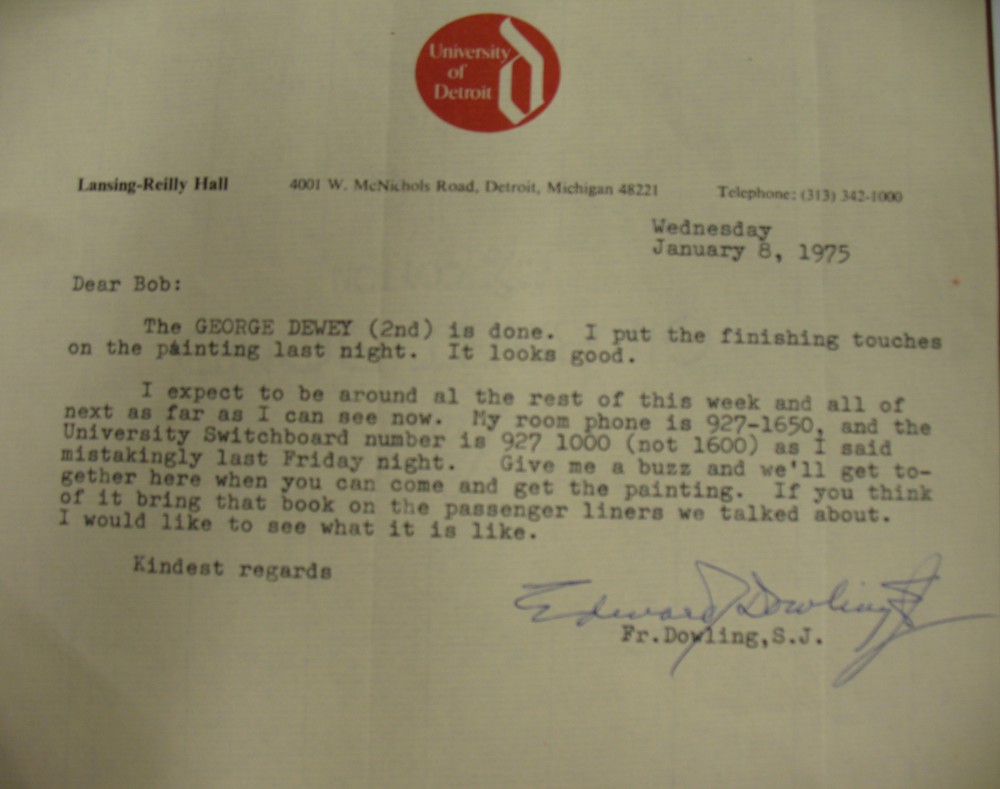 University
of
Detroit
Lansing-Reilly Hall 4001 W. McNichols Road, Detroit, Michigan 48221 Telephone: (313) 342-1000
Wednesday
January 8, 1975
Dear Bob:
The GEORGE DEWEY (2nd) is done. I put the finishing touches
on the painting last night. It looks good.
I expect to be around al the rest of this week and all of
next as far as I can see now. My room phone is 927-1650, and the
University Switchboard number is 927 1000 (not 1600) as I said
mistakingly last Friday night. Give me a buzz and we'll get to-
gether here when you can come and get the painting. If you think
of it bring that book on the passenger liners we talked about.
I would like to see what it is like.
Kindest regards
Edward J Dowling SJ
Fr.Dowling,S.J.